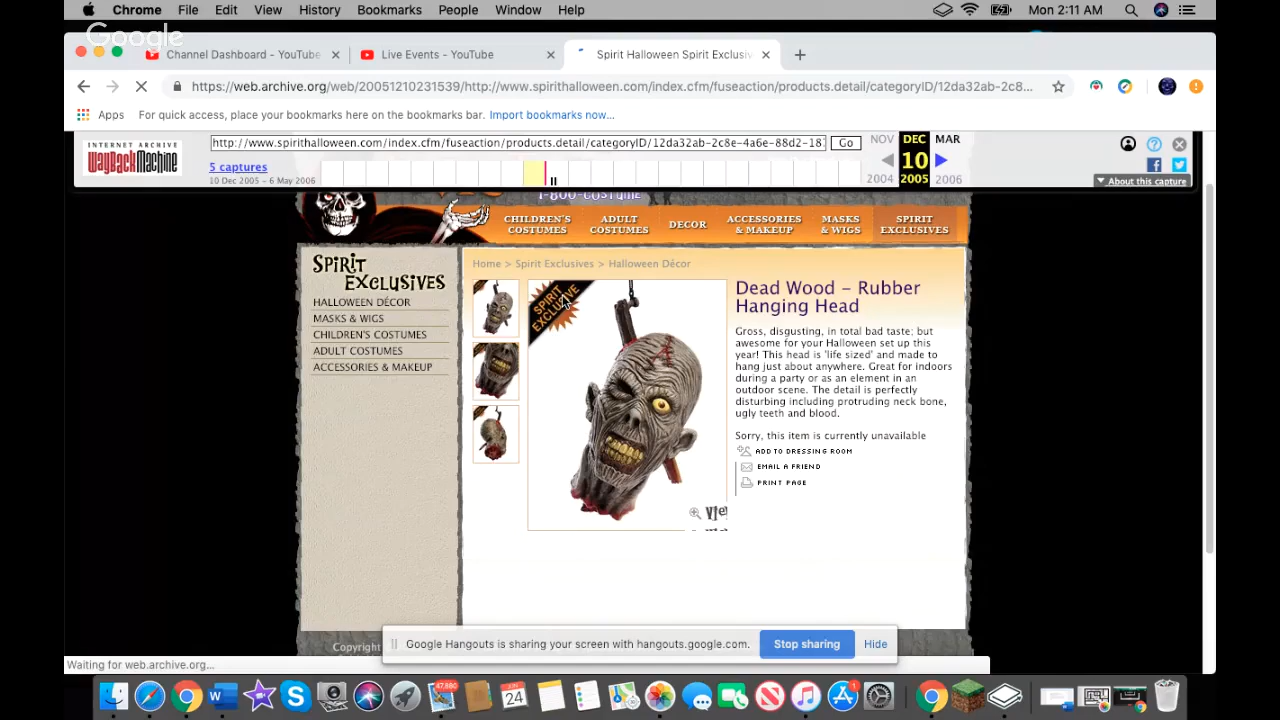 Chrome File Edit View History Bookmarks People Window Help Mon 2:11 AM
Google
Channel Dashboard - YouTube
Live Events - YouTube
Spirit Halloween Spirit Exclusiv
https://web.archive.org/web/20051210231539/http://www.spirithalloween.com/index.cfm/fuseaction/products.detail/categoryID/12da32ab-2c8...
Apps For quick access, place your bookmarks here on the bookmarks bar. Import bookmarks now...
INTERNET ARCHIVE
WayBackMachine
http://www.spirithalloween.com/index.cfm/fuseaction/products.detail/categoryID/12da32ab-2c8e-4a6e-88d2-18 Go
NOV DEC MAR
5 captures
10
10 Dec 2005 – 6 May 2006
2004 2005 2006
About this capture
1-800-COSTUME
CHILDREN'S COSTUMES
ADULT COSTUMES
DECOR
ACCESSORIES & MAKEUP
MASKS & WIGS
SPIRIT EXCLUSIVES
SPIRIT EXCLUSIVES
HALLOWEEN DÉCOR
MASKS & WIGS
CHILDREN'S COSTUMES
ADULT COSTUMES
ACCESSORIES & MAKEUP
Home > Spirit Exclusives > Halloween Décor
SPIRIT
EXCLUSIVE
Dead Wood – Rubber
Hanging Head
Gross, disgusting, in total bad taste; but
awesome for your Halloween set up this
year! This head is 'life sized' and made to
hang just about anywhere. Great for indoors
during a party or as an element in an
outdoor scene. The detail is perfectly
disturbing including protruding neck bone,
ugly teeth and blood.
Sorry, this item is currently unavailable
ADD TO DRESSING ROOM
EMAIL A FRIEND
PRINT PAGE
Copyright
Google Hangouts is sharing your screen with hangouts.google.com. Stop sharing Hide
Waiting for web.archive.org...
47,880
JUN
24
1